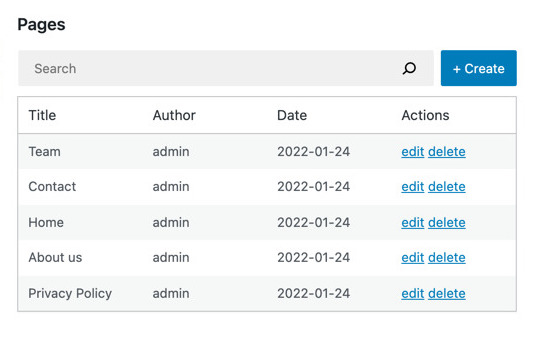 Pages
Search
+ Create
Title Author Date Actions
Team admin 2022-01-24 edit delete
Contact admin 2022-01-24 edit delete
Home admin 2022-01-24 edit delete
About us admin 2022-01-24 edit delete
Privacy Policy admin 2022-01-24 edit delete